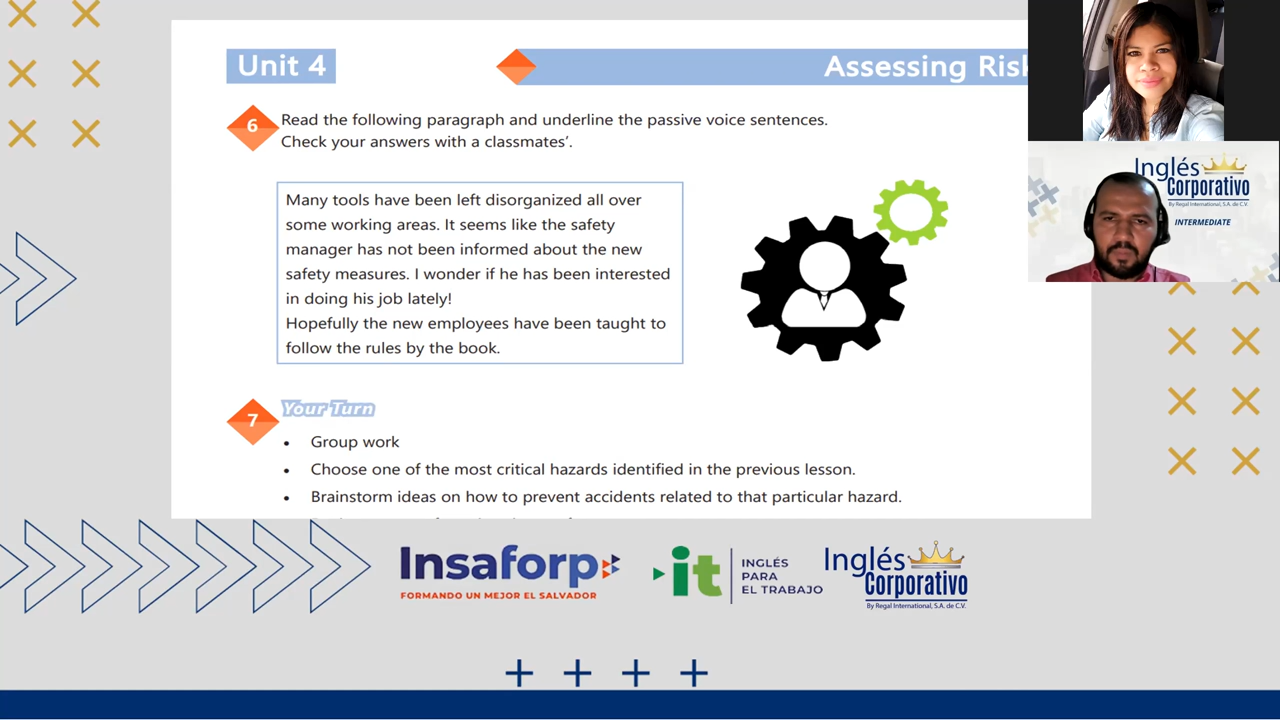 Unit 4
Assessing Risk
6
Read the following paragraph and underline the passive voice sentences.
Check your answers with a classmates’.
Many tools have been left disorganized all over
some working areas. It seems like the safety
manager has not been informed about the new
safety measures. I wonder if he has been interested
in doing his job lately!
Hopefully the new employees have been taught to
follow the rules by the book.
7
Your Turn
• Group work
• Choose one of the most critical hazards identified in the previous lesson.
• Brainstorm ideas on how to prevent accidents related to that particular hazard.
Inglés
Corporativo
By Regal International, S.A. de C.V.
INTERMEDIATE
Insaforp
FORMANDO UN MEJOR EL SALVADOR
it
INGLÉS
PARA
EL TRABAJO
Inglés
Corporativo
By Regal International, S.A. de C.V.